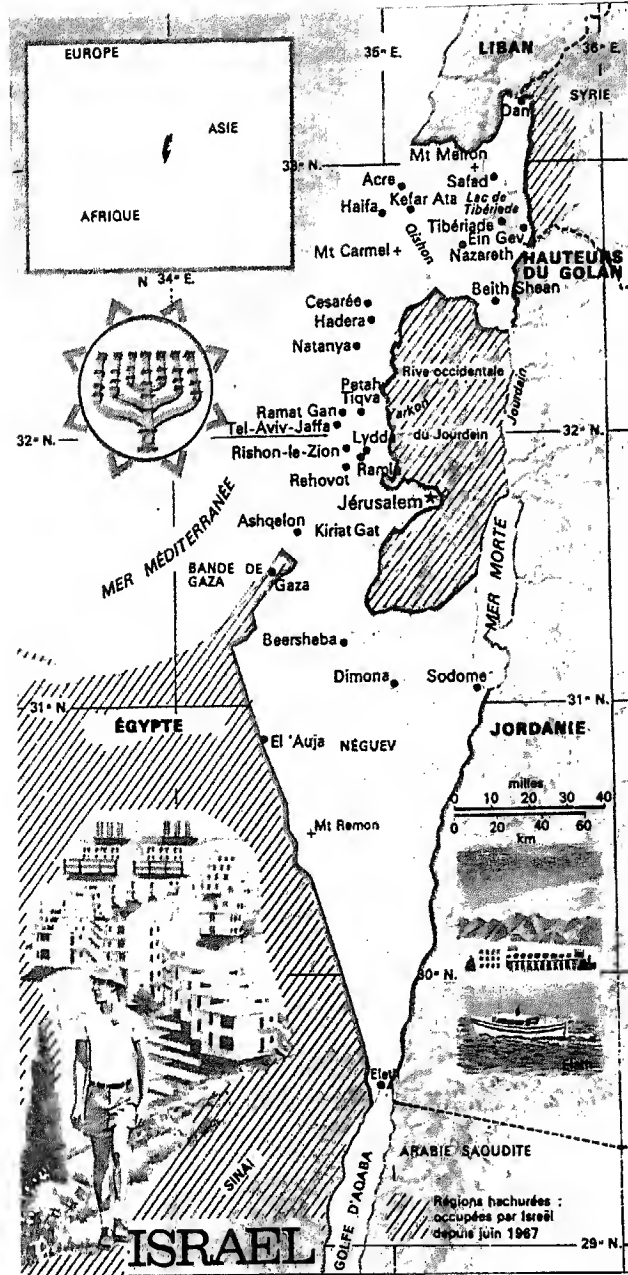 EUROPE
ASIE
AFRIQUE
35° E.
LIBAN
36° E.
SYRIE
Dan
33° N.
Mt Meiron
Safad
Acre
Kefar Ata
Lac de
Tibériade
Haifa
Qishon
Tibériade
Ein Gev
Mt Carmel
Nazareth
HAUTEURS
DU GOLAN
N 34° E.
Beith Shean
Cesarée
Hadera
Natanya
Rive occidentale
Petah
Tiqva
Yarkon
Jourdain
Ramat Gan
32° N.
Tel-Aviv-Jaffa
Lydda
du Jourdein
32° N.
Rishon-le-Zion
Ramla
Rehovot
Jérusalem
MER MÉDITERRANÉE
Ashqelon
Kiriat Gat
BANDE DE
GAZA
Gaza
MER MORTE
Beersheba
Dimona
Sodome
31° N.
31° N.
ÉGYPTE
JORDANIE
El 'Auja
NÉGUEV
milles
0 10 20 30 40
Mt Remon
0 20 40 60
km
30° N.
Elath
ARABIE SAOUDITE
SINAI
GOLFE D'AQABA
Régions hachurées :
occupées par Israël
depuis juin 1967
ISRAEL
29° N.